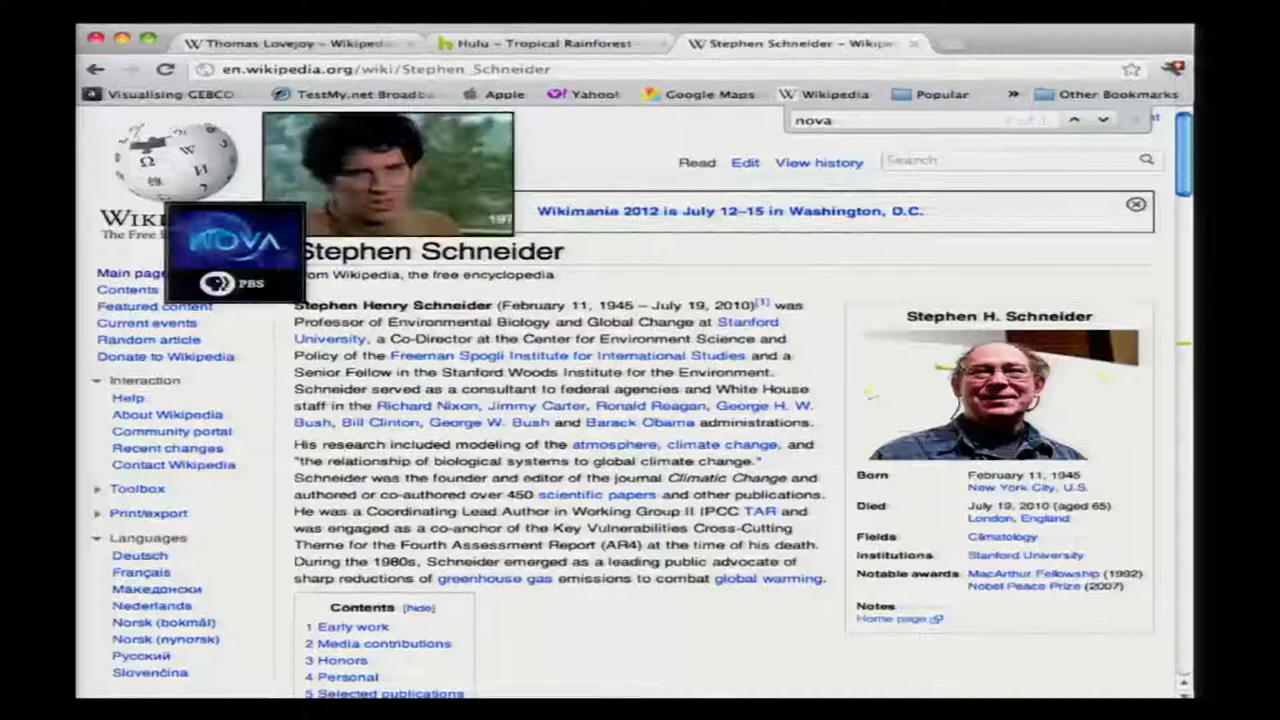 Thomas Lovejoy – Wikiped
Hulu – Tropical Rainforest
Stephen Schneider – Wikipe
en.wikipedia.org/wiki/Stephen_Schneider
Visualising GEBCO
TestMy.net Broadba
Apple
Yahoo!
Google Maps
Wikipedia
Popular
»
Other Bookmarks
nova
Read Edit View history
Search
197
Wikimania 2012 is July 12–15 in Washington, D.C.
NOVA
PBS
WIKI
The Free
Stephen Schneider
From Wikipedia, the free encyclopedia
Main page
Contents
Featured content
Current events
Random article
Donate to Wikipedia
Interaction
Help
About Wikipedia
Community portal
Recent changes
Contact Wikipedia
Toolbox
Print/export
Languages
Deutsch
Français
Македонски
Nederlands
Norsk (bokmål)
Norsk (nynorsk)
Русский
Slovenčina
Stephen Henry Schneider (February 11, 1945 – July 19, 2010)[1] was
Professor of Environmental Biology and Global Change at Stanford
University, a Co-Director at the Center for Environment Science and
Policy of the Freeman Spogli Institute for International Studies and a
Senior Fellow in the Stanford Woods Institute for the Environment.
Schneider served as a consultant to federal agencies and White House
staff in the Richard Nixon, Jimmy Carter, Ronald Reagan, George H. W.
Bush, Bill Clinton, George W. Bush and Barack Obama administrations.
His research included modeling of the atmosphere, climate change, and
"the relationship of biological systems to global climate change."
Schneider was the founder and editor of the journal Climatic Change and
authored or co-authored over 450 scientific papers and other publications.
He was a Coordinating Lead Author in Working Group II IPCC TAR and
was engaged as a co-anchor of the Key Vulnerabilities Cross-Cutting
Theme for the Fourth Assessment Report (AR4) at the time of his death.
During the 1980s, Schneider emerged as a leading public advocate of
sharp reductions of greenhouse gas emissions to combat global warming.
Contents [hide]
1 Early work
2 Media contributions
3 Honors
4 Personal
5 Selected publications
Stephen H. Schneider
Born February 11, 1945
New York City, U.S.
Died July 19, 2010 (aged 65)
London, England
Fields Climatology
Institutions Stanford University
Notable awards MacArthur Fellowship (1992)
Nobel Peace Prize (2007)
Notes
Home page